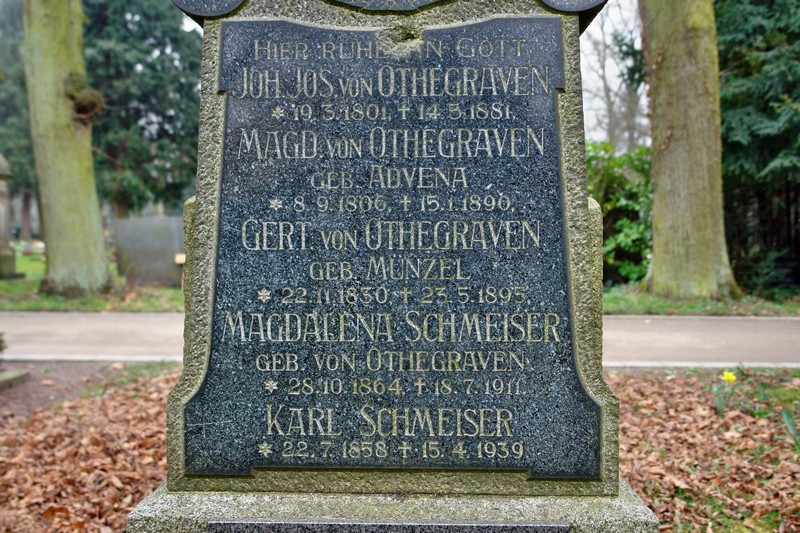 HIER RUHEN IN GOTT
JOH. JOS. VON OTHEGRAVEN
* 19.3.1801. † 14.5.1881.
MAGD. VON OTHEGRAVEN
GEB. ADVENA
* 8.9.1806. † 15.1.1890.
GERT. VON OTHEGRAVEN
GEB. MÜNZEL
* 22.11.1830. † 23.5.1895.
MAGDALENA SCHMEISER
GEB. VON OTHEGRAVEN
* 28.10.1864. † 18.7.1911.
KARL SCHMEISER
* 22.7.1858 † 15.4.1939